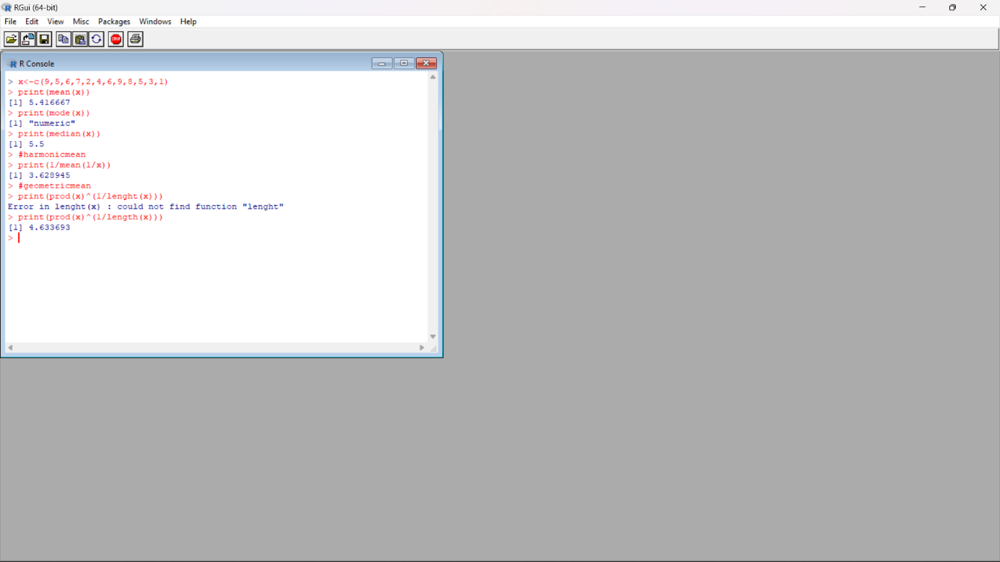 RGui (64-bit)
File Edit View Misc Packages Windows Help
STOP
R Console
> x<-c(9,5,6,7,2,4,6,9,8,5,3,1)
> print(mean(x))
[1] 5.416667
> print(mode(x))
[1] "numeric"
> print(median(x))
[1] 5.5
> #harmonicmean
> print(1/mean(1/x))
[1] 3.628945
> #geometricmean
> print(prod(x)^(1/lenght(x)))
Error in lenght(x) : could not find function "lenght"
> print(prod(x)^(1/length(x)))
[1] 4.633693
>